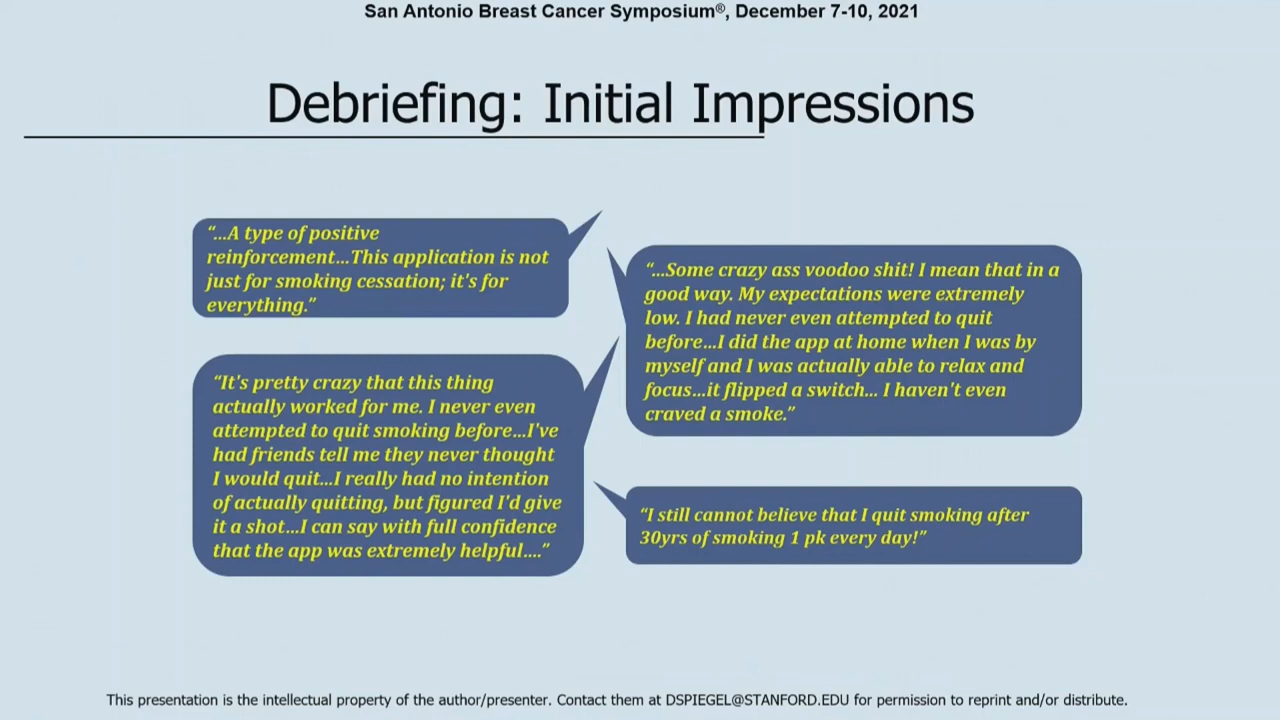 San Antonio Breast Cancer Symposium®, December 7-10, 2021
Debriefing: Initial Impressions
“...A type of positive
reinforcement...This application is not
just for smoking cessation; it's for
everything.”
“...Some crazy ass voodoo shit! I mean that in a
good way. My expectations were extremely
low. I had never even attempted to quit
before...I did the app at home when I was by
myself and I was actually able to relax and
focus...it flipped a switch... I haven't even
craved a smoke.”
“It's pretty crazy that this thing
actually worked for me. I never even
attempted to quit smoking before...I've
had friends tell me they never thought
I would quit...I really had no intention
of actually quitting, but figured I'd give
it a shot...I can say with full confidence
that the app was extremely helpful....”
“I still cannot believe that I quit smoking after
30yrs of smoking 1 pk every day!”
This presentation is the intellectual property of the author/presenter. Contact them at DSPIEGEL@STANFORD.EDU for permission to reprint and/or distribute.